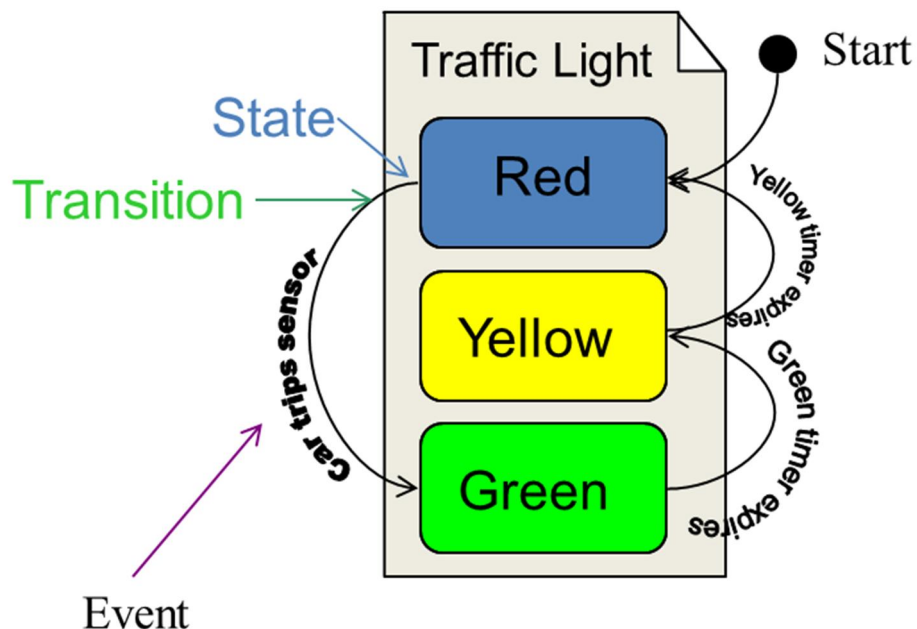 Traffic Light
Start
State
Red
Transition
Yellow timer expires
Car trips sensor
Yellow
Green timer expires
Green
Event